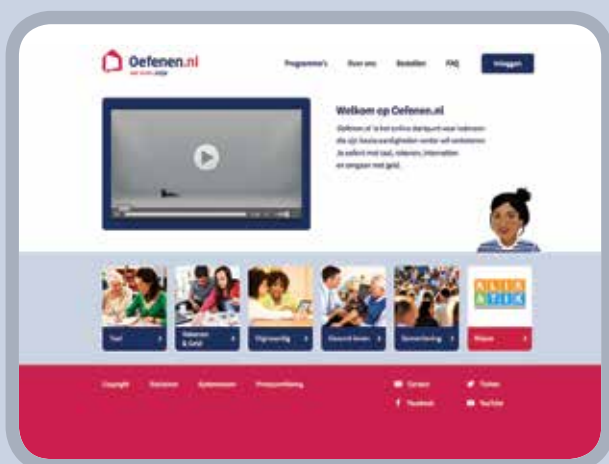 Oefenen.nl
Programma's Over ons Bestellen FAQ Inloggen
Welkom op Oefenen.nl
Oefenen.nl is het online startpunt voor iedereen
die zijn basisvaardigheden verder wil verbeteren.
Je oefent met taal, rekenen, internetten
en omgaan met geld.
KLIK
&TIK
Taal
Rekenen
& Geld
Digivaardig
Gezond leven
Samenleving
Nieuw
Copyright Disclaimer Systeemeisen Privacyverklaring
Contact Twitter
Facebook YouTube